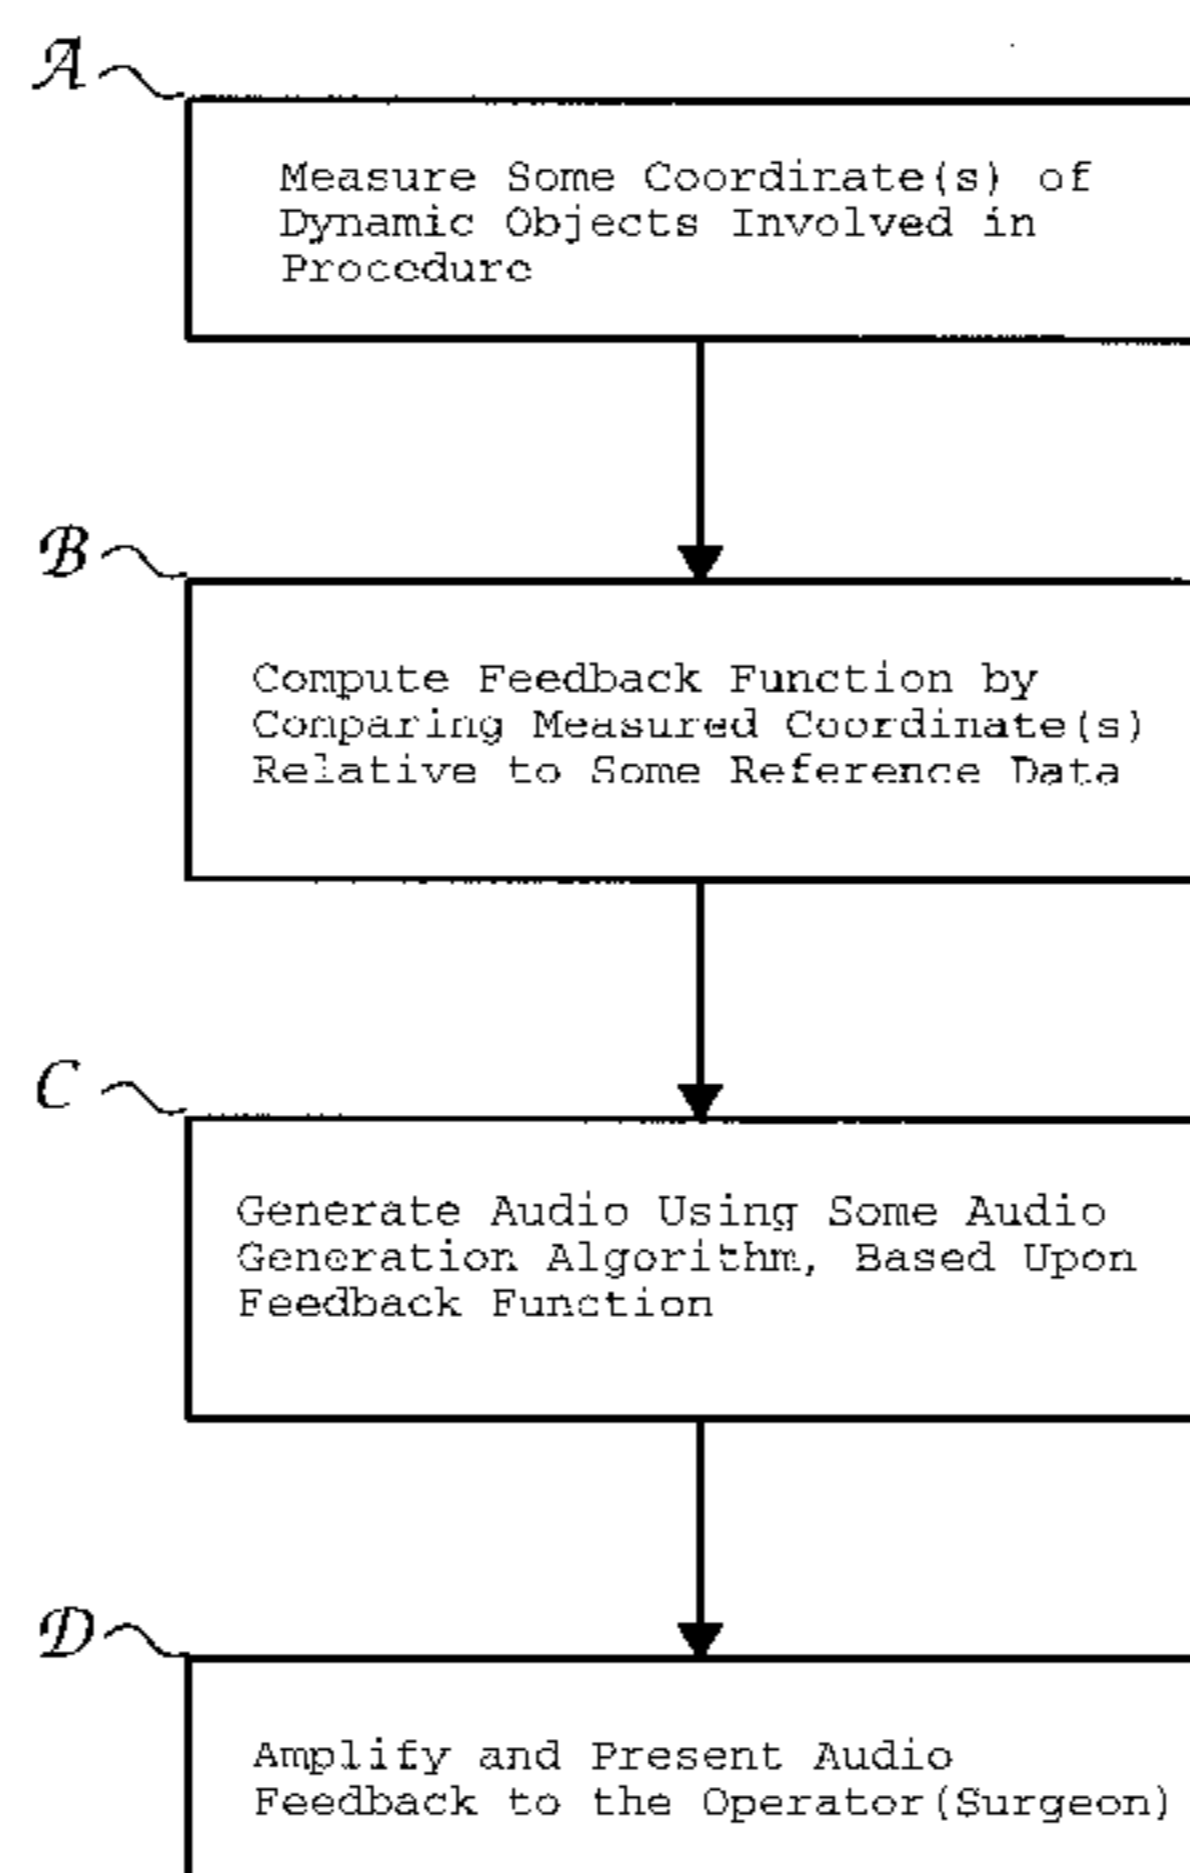 A
Measure Some Coordinate(s) of
Dynamic Objects Involved in
Procedure
B
Compute Feedback Function by
Comparing Measured Coordinate(s)
Relative to Some Reference Data
C
Generate Audio Using Some Audio
Generation Algorithm, Based Upon
Feedback Function
D
Amplify and Present Audio
Feedback to the Operator(Surgeon)